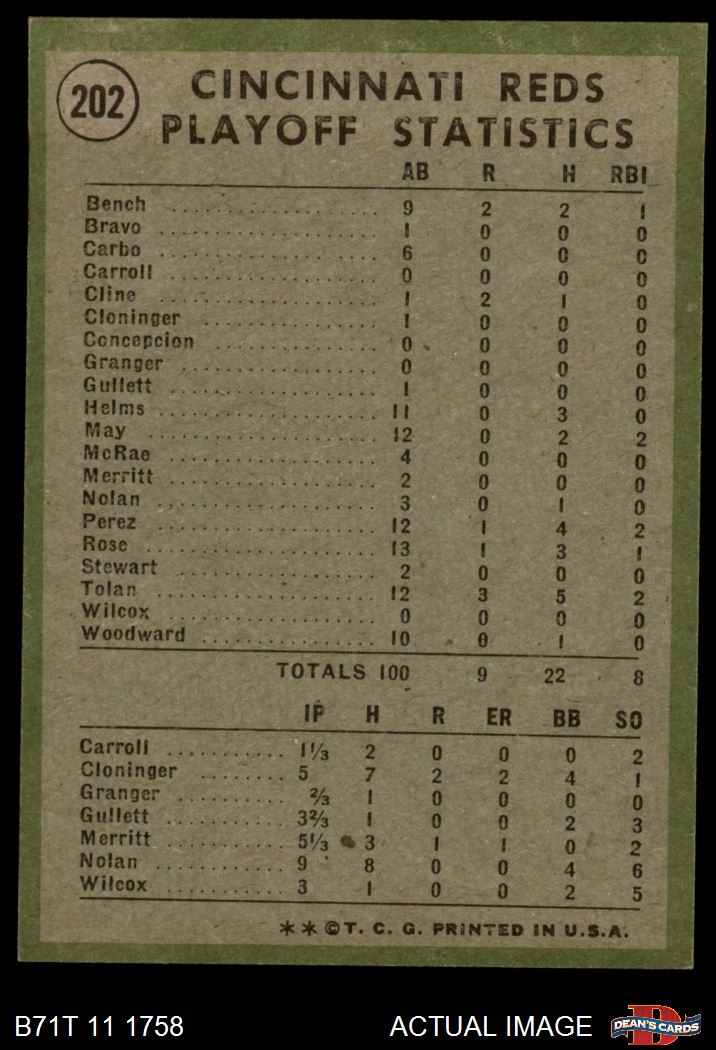 202
CINCINNATI REDS
PLAYOFF STATISTICS
AB R H RBI
Bench .................. 9 2 2 1
Bravo .................. 1 0 0 0
Carbo .................. 6 0 0 0
Carroll .................. 0 0 0 0
Cline .................. 1 2 1 0
Cloninger .................. 1 0 0 0
Concepcion .................. 0 0 0 0
Granger .................. 0 0 0 0
Gullett .................. 1 0 0 0
Helms .................. 11 0 3 0
May .................. 12 0 2 2
McRae .................. 4 0 0 0
Merritt .................. 2 0 0 0
Nolan .................. 3 0 1 0
Perez .................. 12 1 4 2
Rose .................. 13 1 3 1
Stewart .................. 2 0 0 0
Tolan .................. 12 3 5 2
Wilcox .................. 0 0 0 0
Woodward .................. 10 0 1 0
TOTALS 100 9 22 8
IP H R ER BB SO
Carroll .......... 1⅓ 2 0 0 0 2
Cloninger .......... 5 7 2 2 4 1
Granger .......... ⅔ 1 0 0 0 0
Gullett .......... 3⅔ 1 0 0 2 3
Merritt .......... 5⅓ 3 1 1 0 2
Nolan .......... 9 8 0 0 4 6
Wilcox .......... 3 1 0 0 2 5
**©T. C. G. PRINTED IN U.S.A.
B71T 11 1758 ACTUAL IMAGE D DEAN'S CARDS